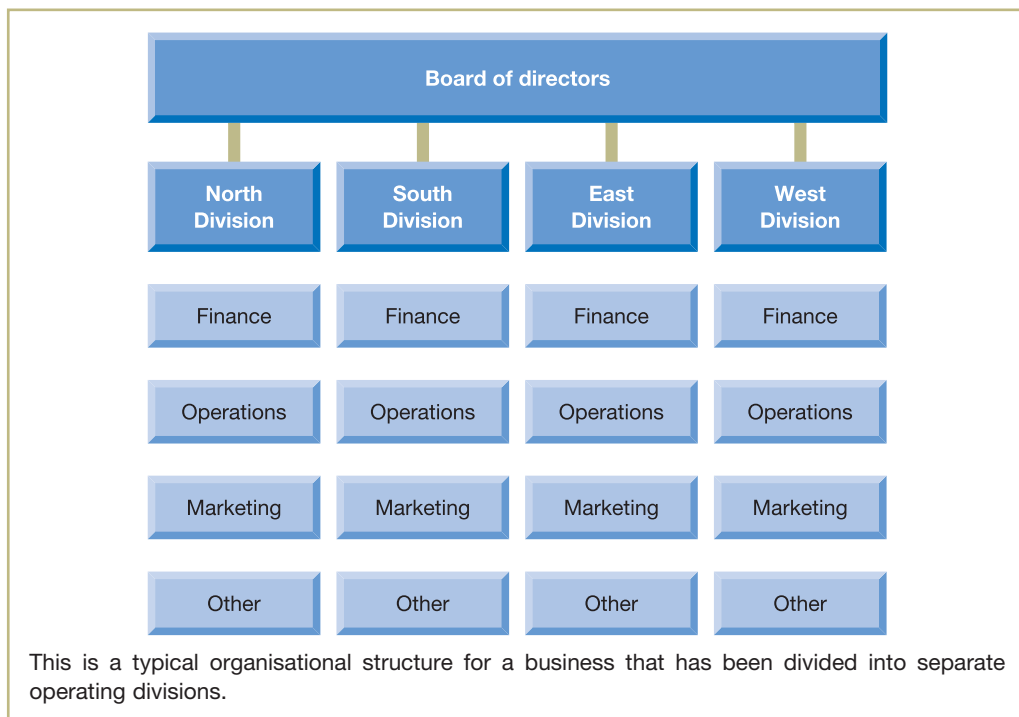 Board of directors
North
Division
South
Division
East
Division
West
Division
Finance
Finance
Finance
Finance
Operations
Operations
Operations
Operations
Marketing
Marketing
Marketing
Marketing
Other
Other
Other
Other
This is a typical organisational structure for a business that has been divided into separate
operating divisions.